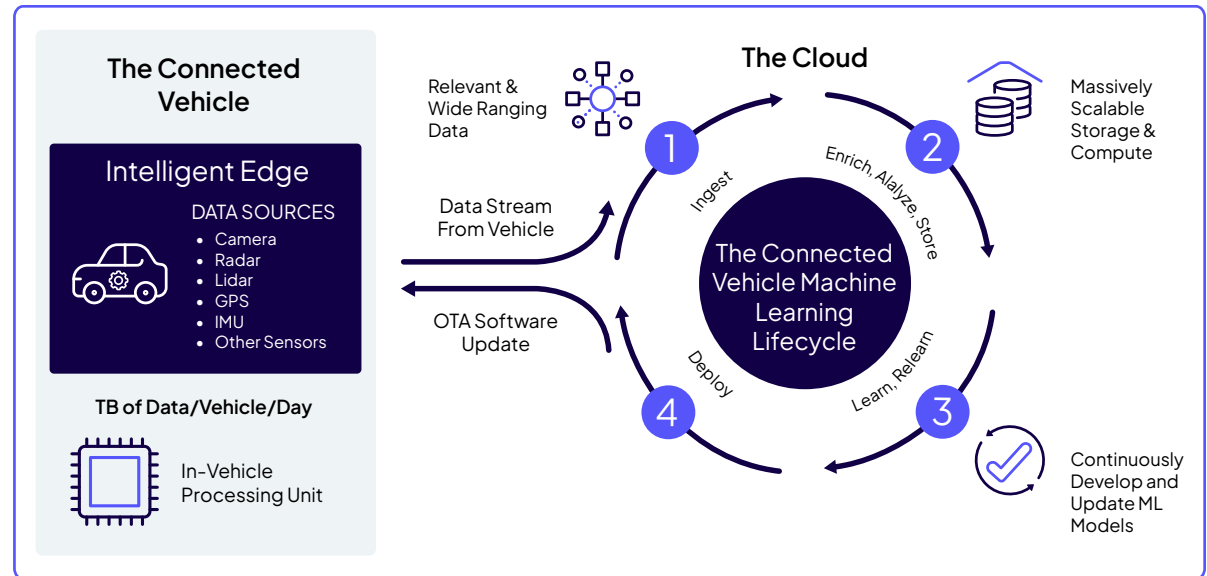 The Connected
Vehicle
Intelligent Edge
DATA SOURCES
• Camera
• Radar
• Lidar
• GPS
• IMU
• Other Sensors
TB of Data/Vehicle/Day
In-Vehicle
Processing Unit
Data Stream
From Vehicle
OTA Software
Update
The Cloud
Relevant &
Wide Ranging
Data
1
Ingest
2
Enrich, Alalyze, Store
Massively
Scalable
Storage &
Compute
The Connected
Vehicle Machine
Learning
Lifecycle
3
Learn, Relearn
Continuously
Develop and
Update ML
Models
4
Deploy